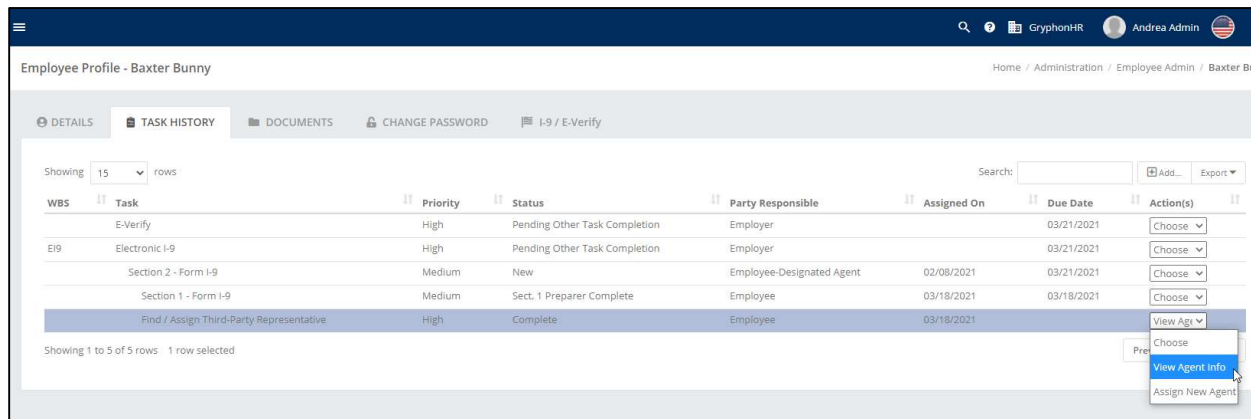 GryphonHR Andrea Admin
Employee Profile - Baxter Bunny Home / Administration / Employee Admin / Baxter Bu
DETAILS TASK HISTORY DOCUMENTS CHANGE PASSWORD I-9 / E-Verify
Showing 15 rows Search: Add... Export
WBS Task Priority Status Party Responsible Assigned On Due Date Action(s)
E-Verify High Pending Other Task Completion Employer 03/21/2021 Choose
EI9 Electronic I-9 High Pending Other Task Completion Employer 03/21/2021 Choose
Section 2 - Form I-9 Medium New Employee-Designated Agent 02/08/2021 03/21/2021 Choose
Section 1 - Form I-9 Medium Sect. 1 Preparer Complete Employee 03/18/2021 03/18/2021 Choose
Find / Assign Third-Party Representative High Complete Employee 03/18/2021 View Age
Showing 1 to 5 of 5 rows 1 row selected Pre Choose
View Agent Info
Assign New Agent